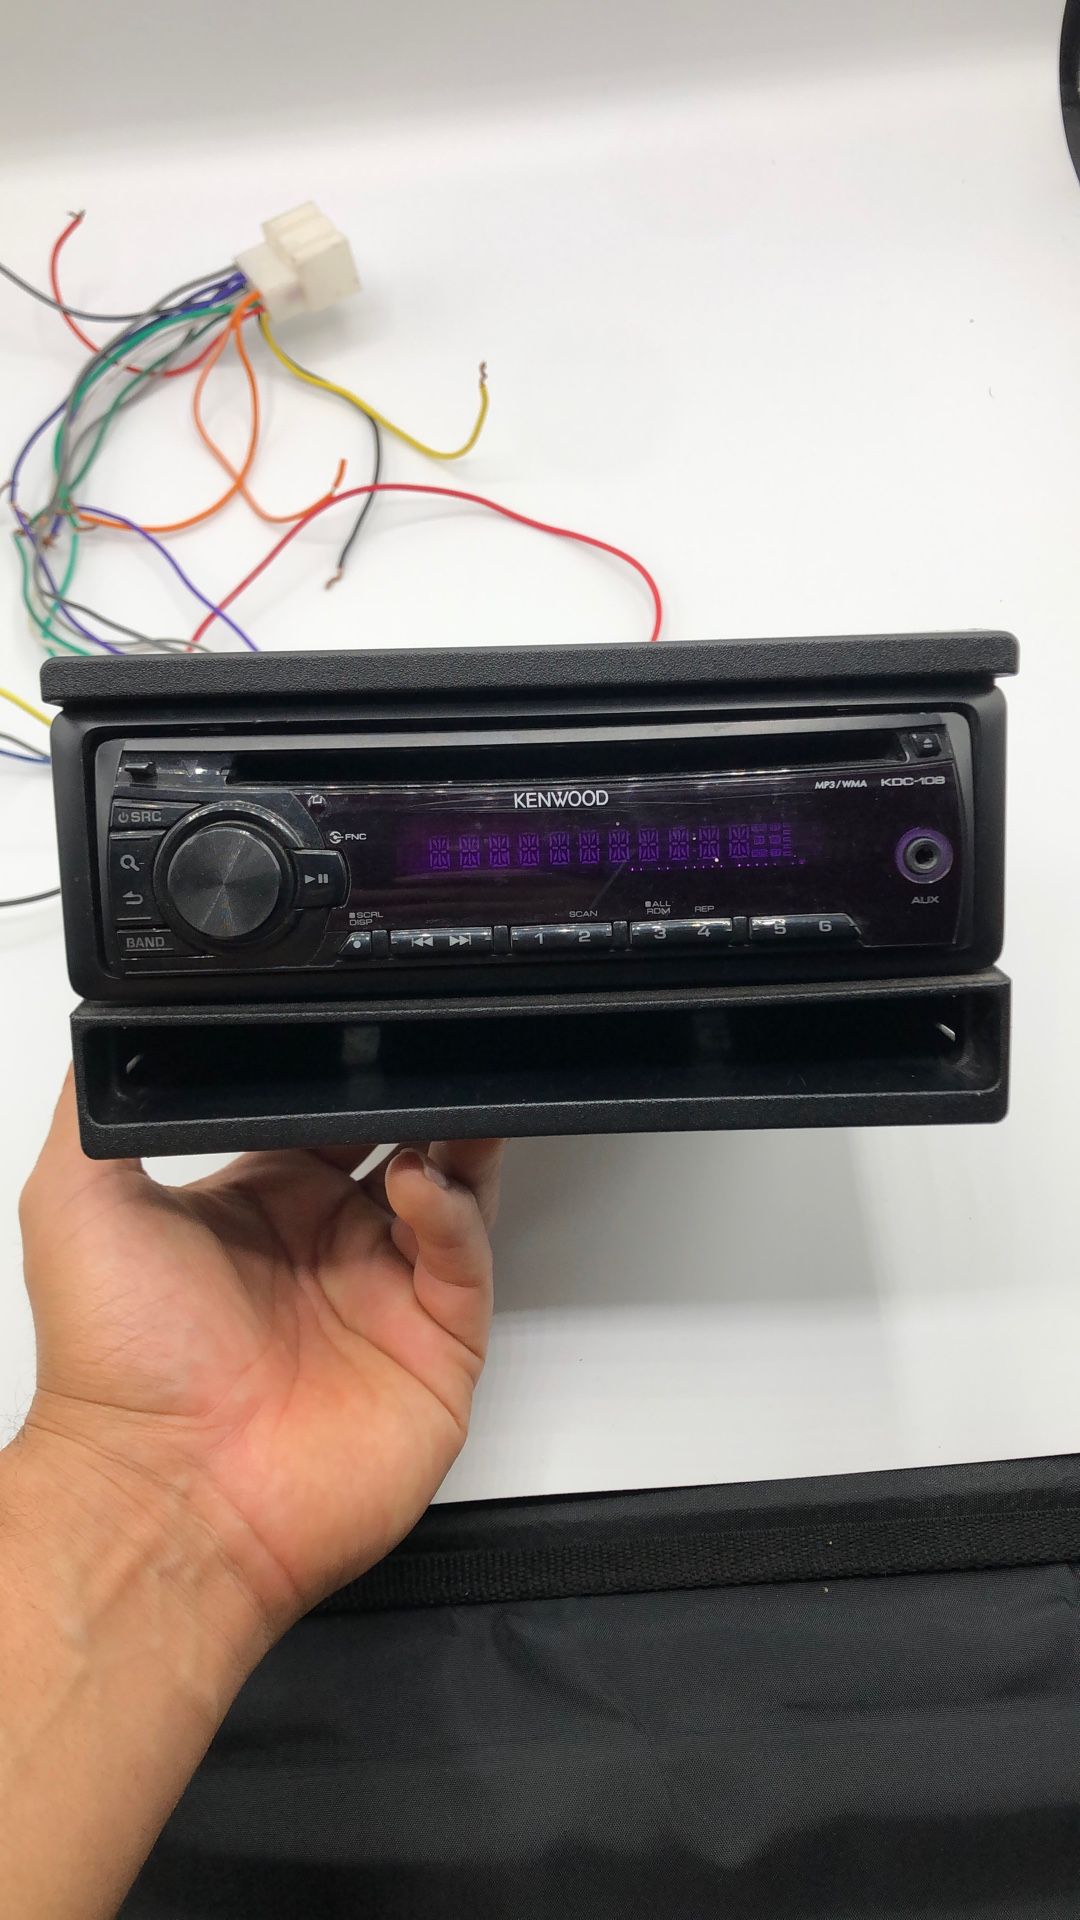 KENWOOD
MP3/WMA KDC-108
SRC
FNC
BAND
SCRL
DISP
SCAN
ALL
RDM
REP
1
2
3
4
5
6
AUX